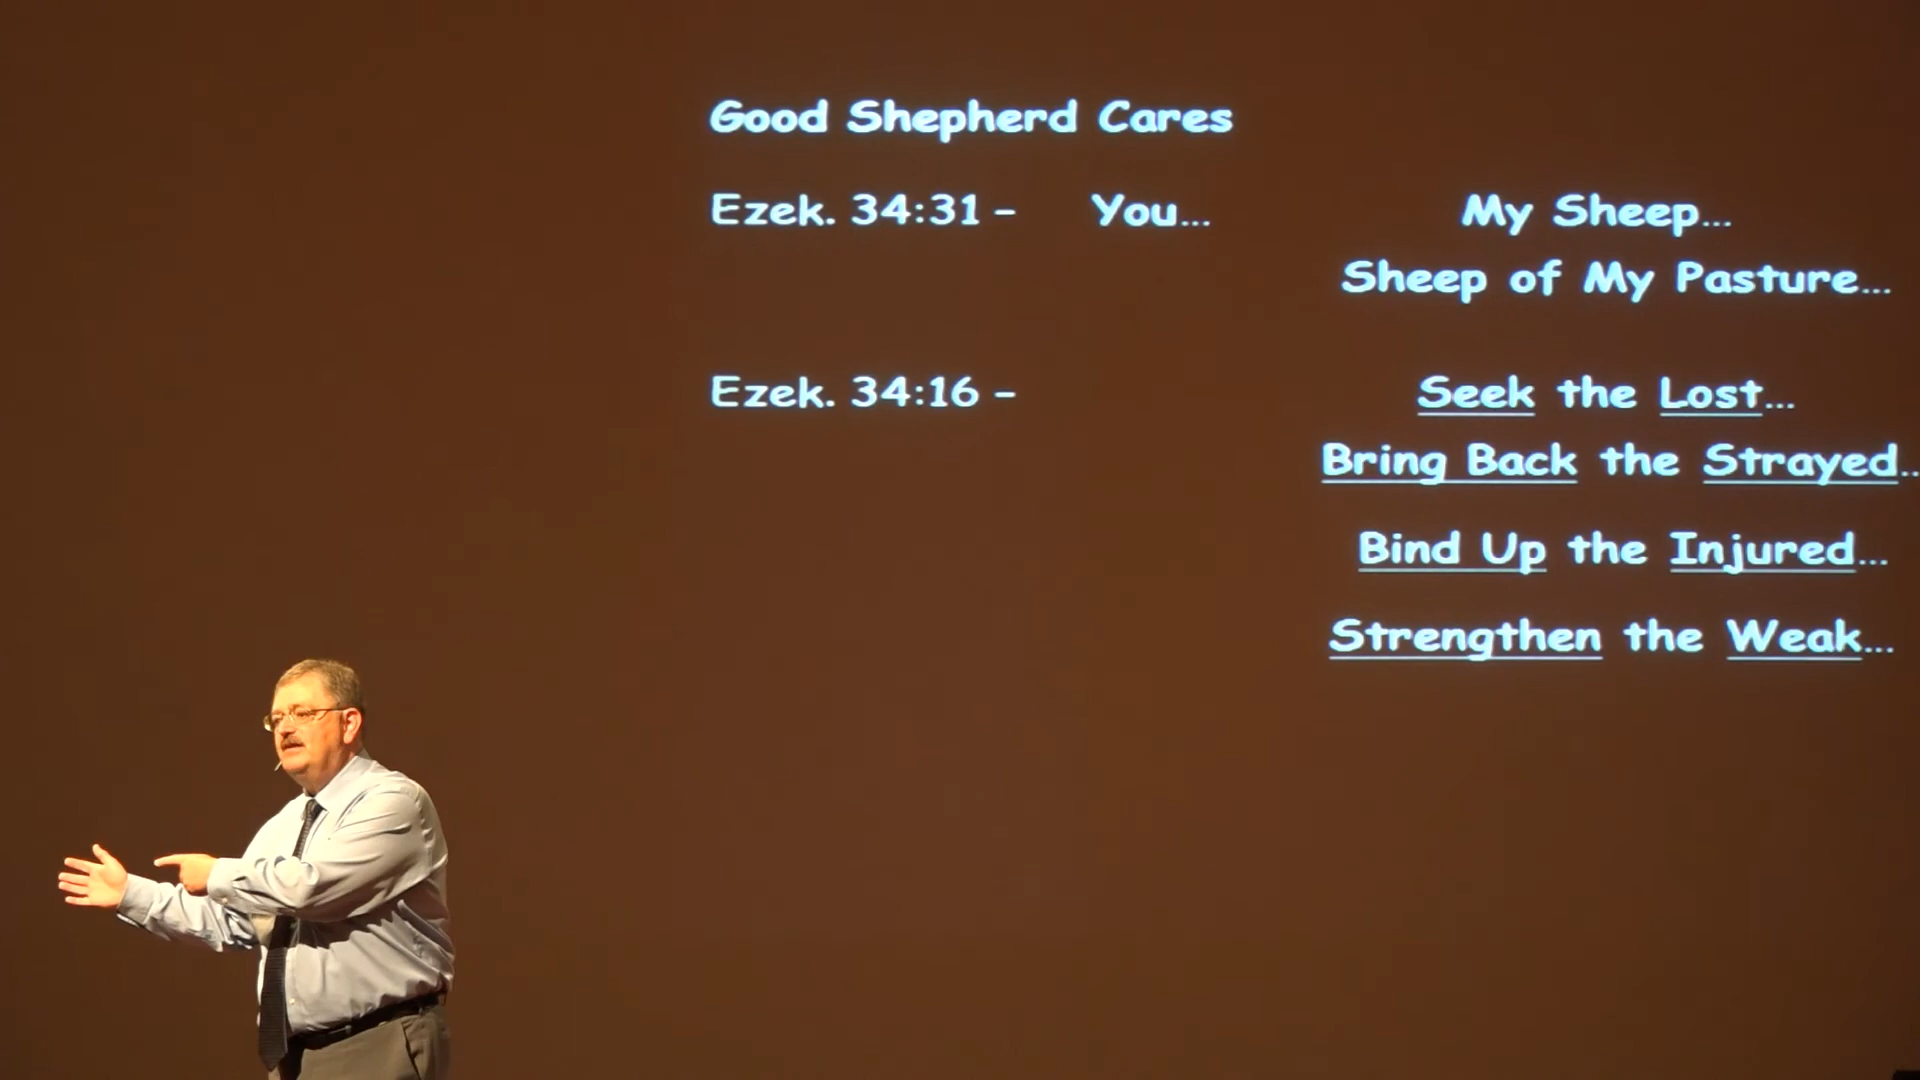 Good Shepherd Cares
Ezek. 34:31 – You... My Sheep...
Sheep of My Pasture...
Ezek. 34:16 – Seek the Lost...
Bring Back the Strayed..
Bind Up the Injured...
Strengthen the Weak...